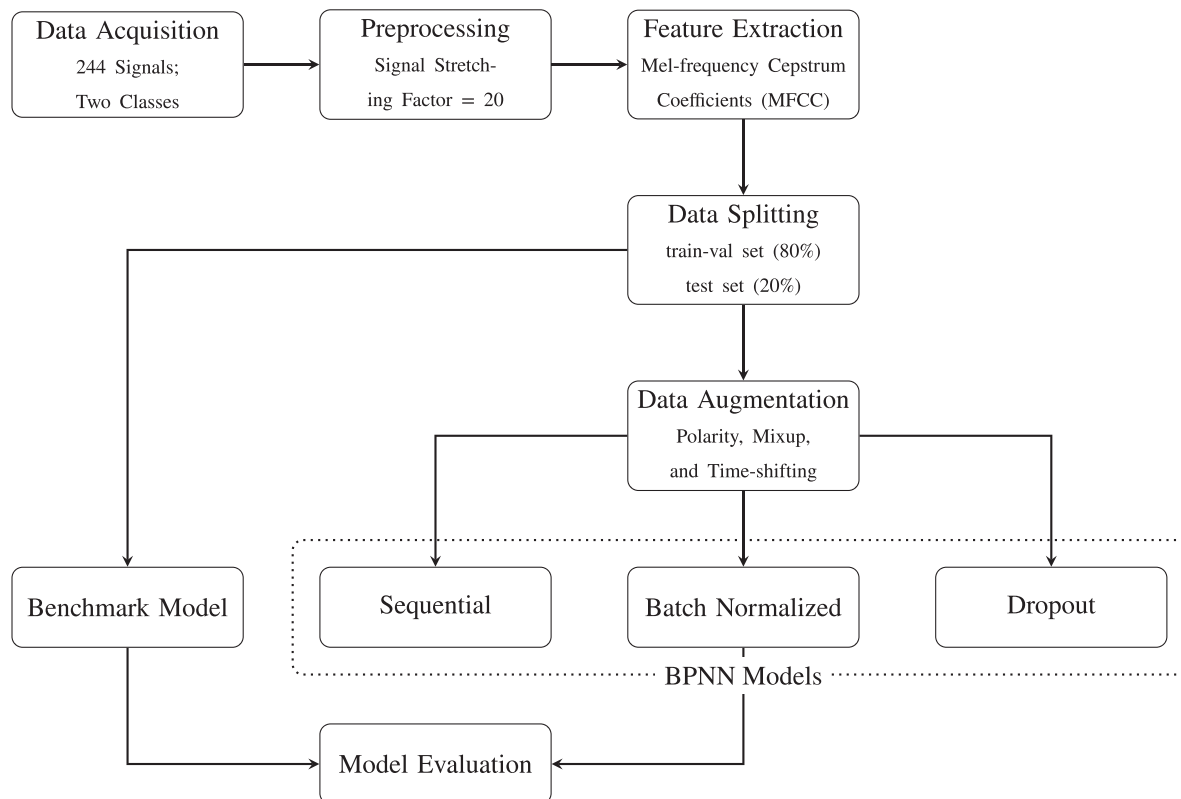 Data Acquisition
244 Signals;
Two Classes
Preprocessing
Signal Stretch-
ing Factor = 20
Feature Extraction
Mel-frequency Cepstrum
Coefficients (MFCC)
Data Splitting
train-val set (80%)
test set (20%)
Data Augmentation
Polarity, Mixup,
and Time-shifting
Benchmark Model
Sequential
Batch Normalized
Dropout
BPNN Models
Model Evaluation